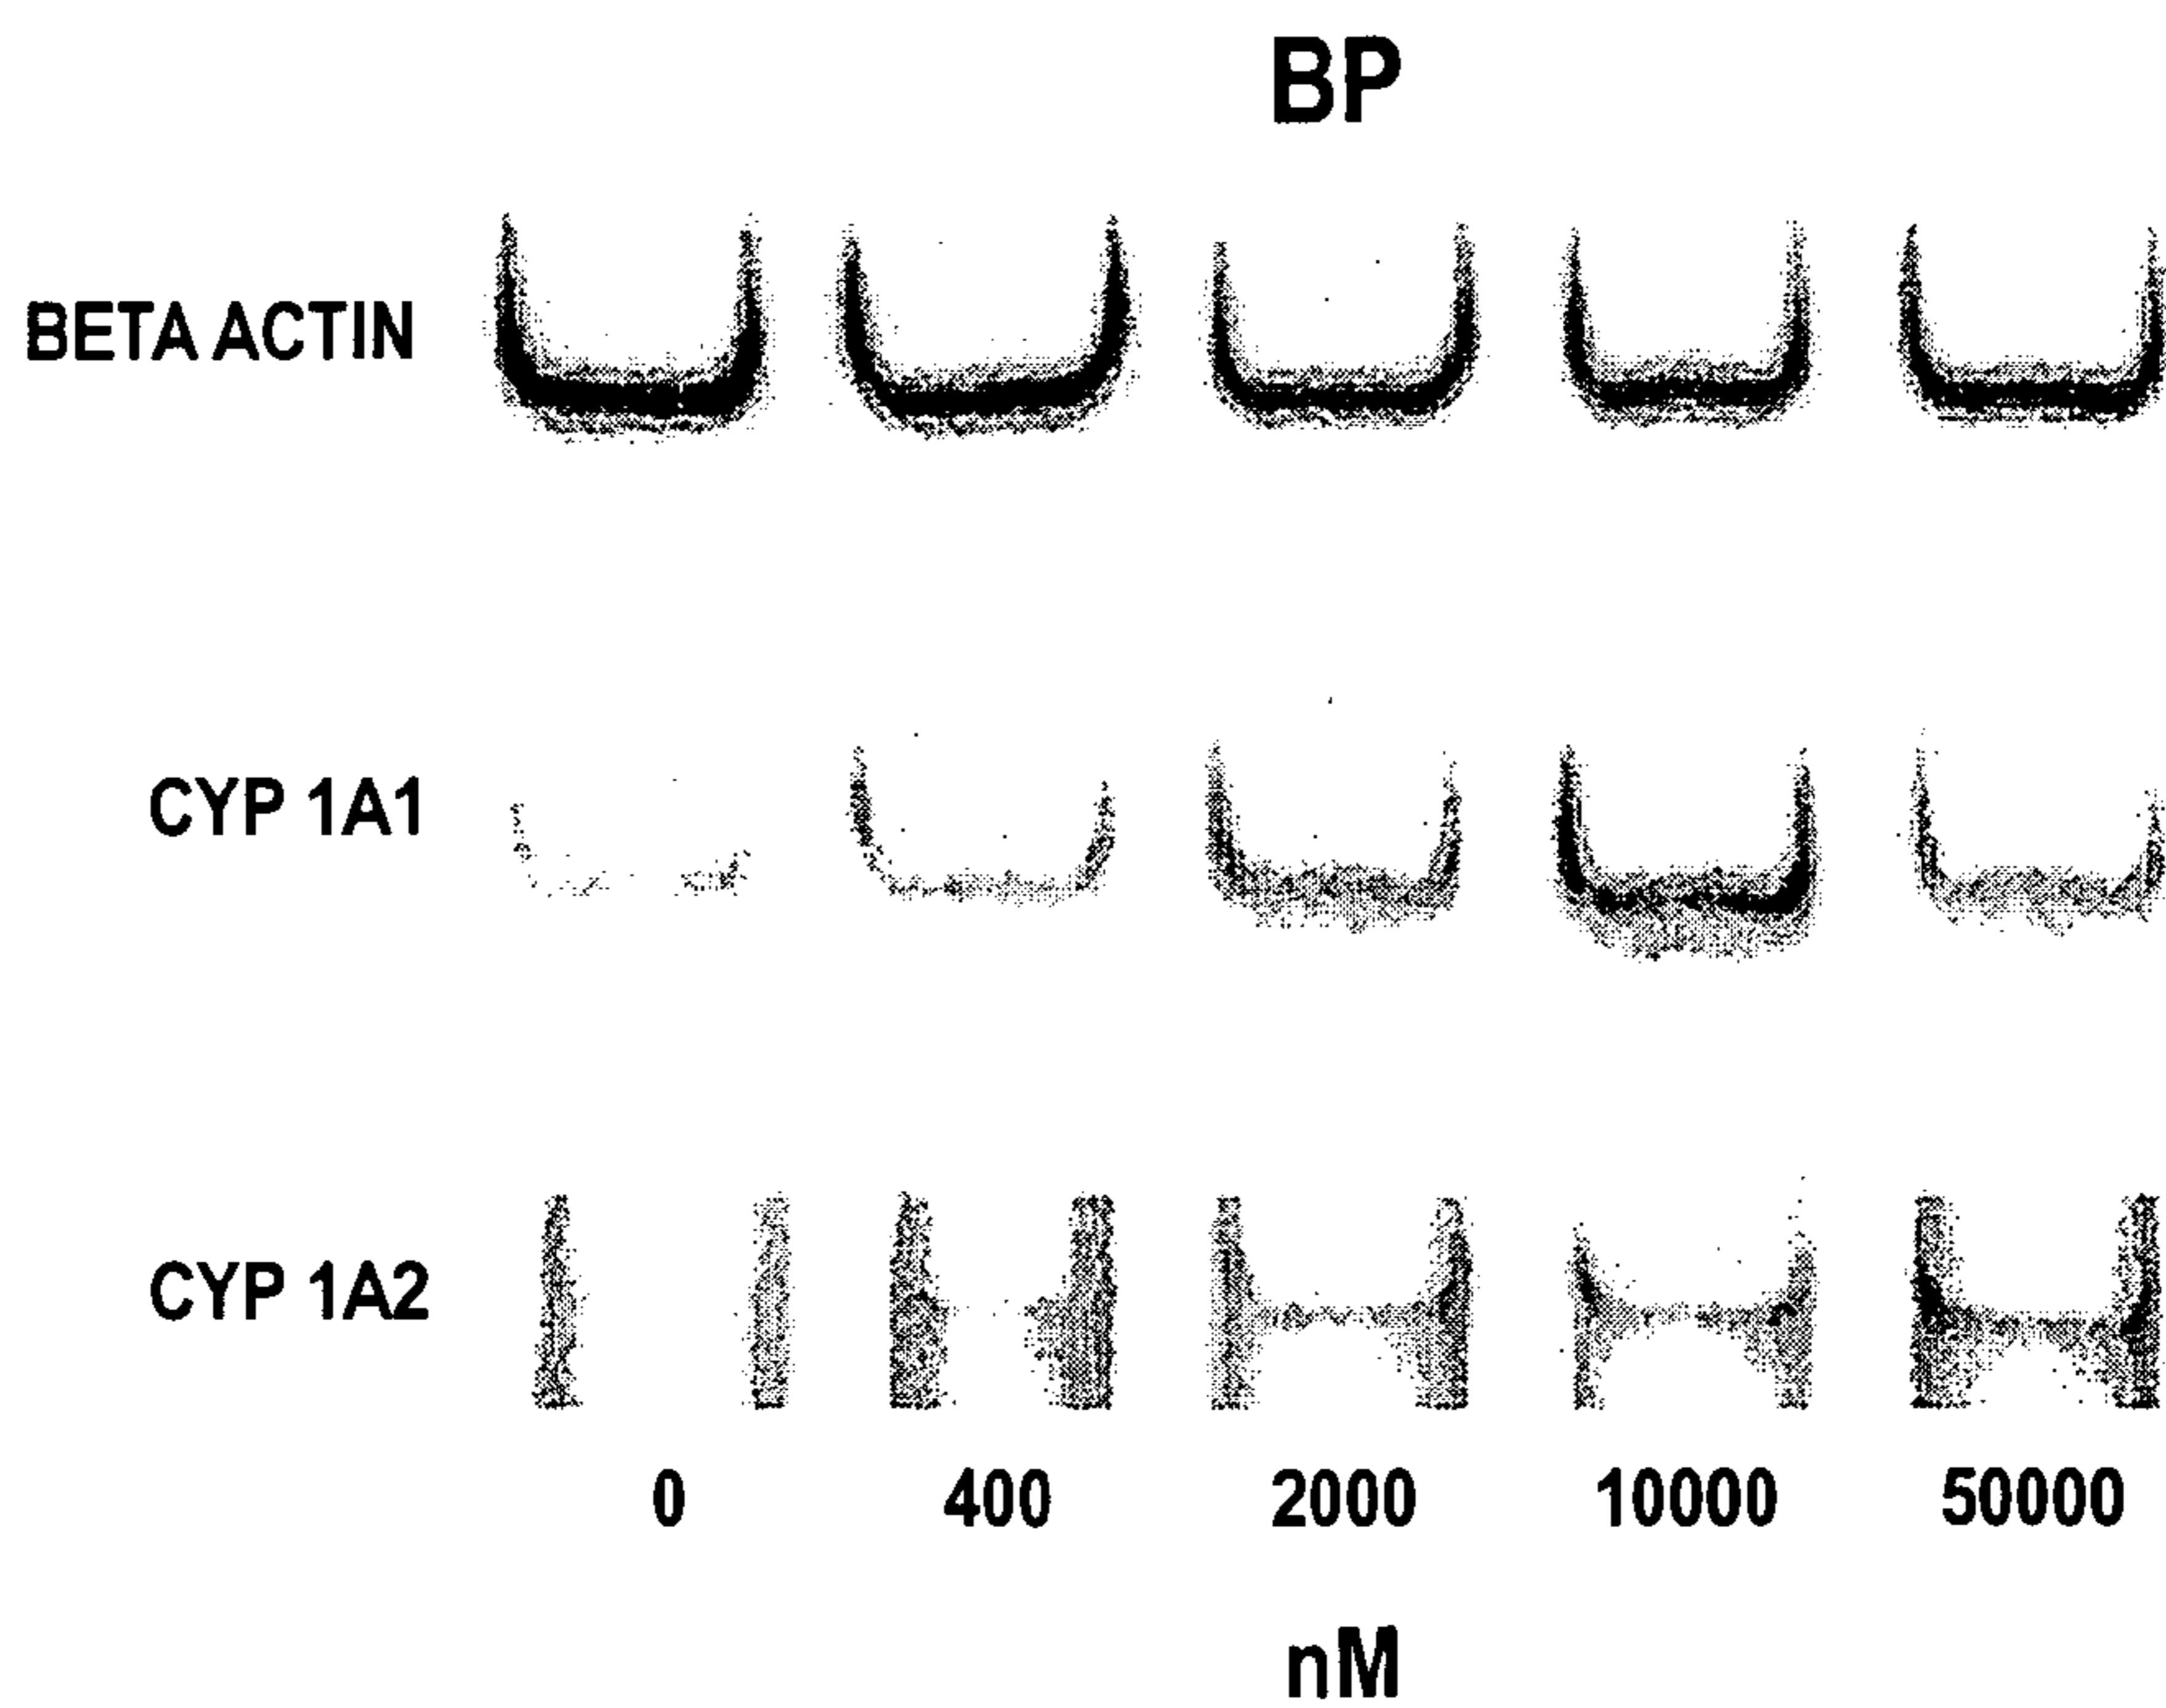 BP
BETA ACTIN
CYP 1A1
CYP 1A2
0 400 2000 10000 50000
nM